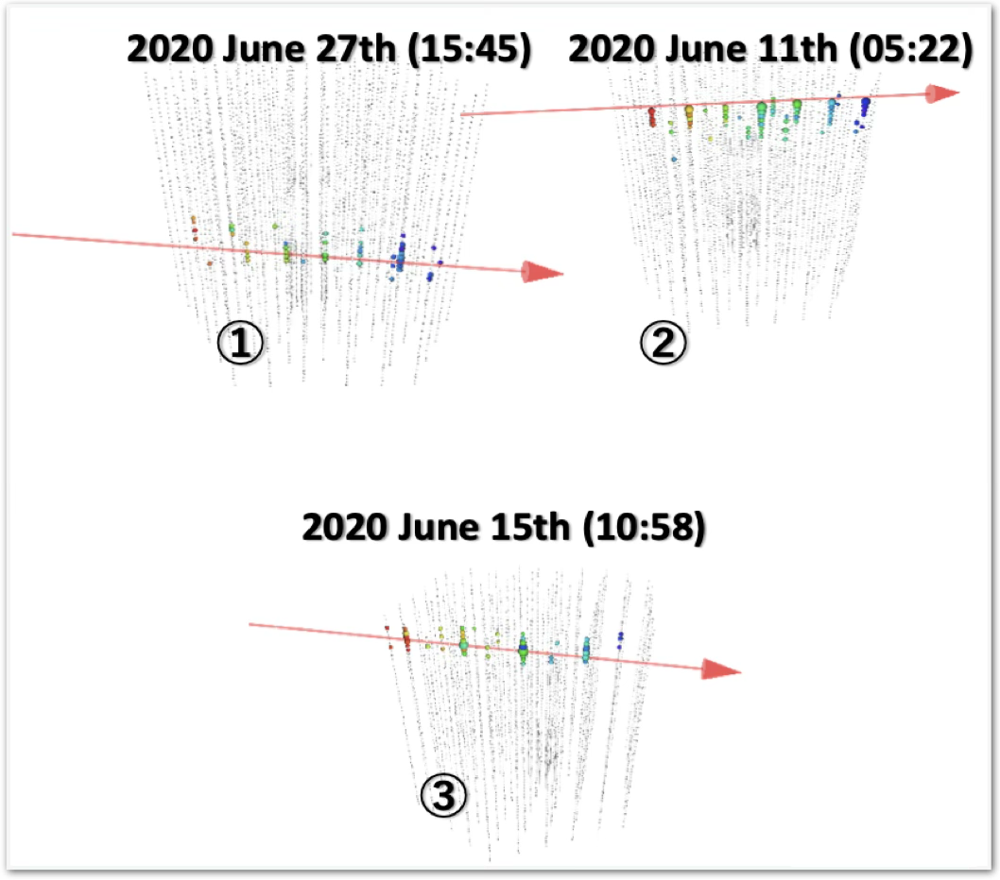 2020 June 27th (15:45)
2020 June 11th (05:22)
①
②
2020 June 15th (10:58)
③